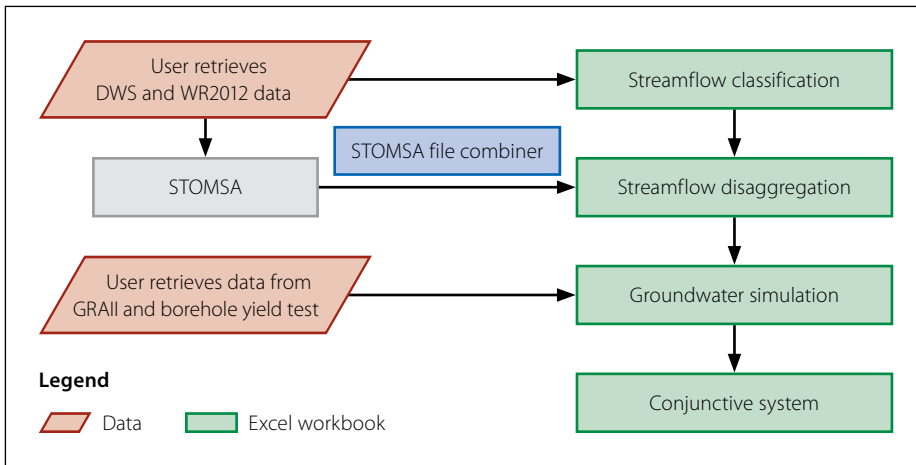 User retrieves
DWS and WR2012 data
Streamflow classification
STOMSA file combiner
STOMSA
Streamflow disaggregation
User retrieves data from
GRAII and borehole yield test
Groundwater simulation
Legend
Data
Excel workbook
Conjunctive system